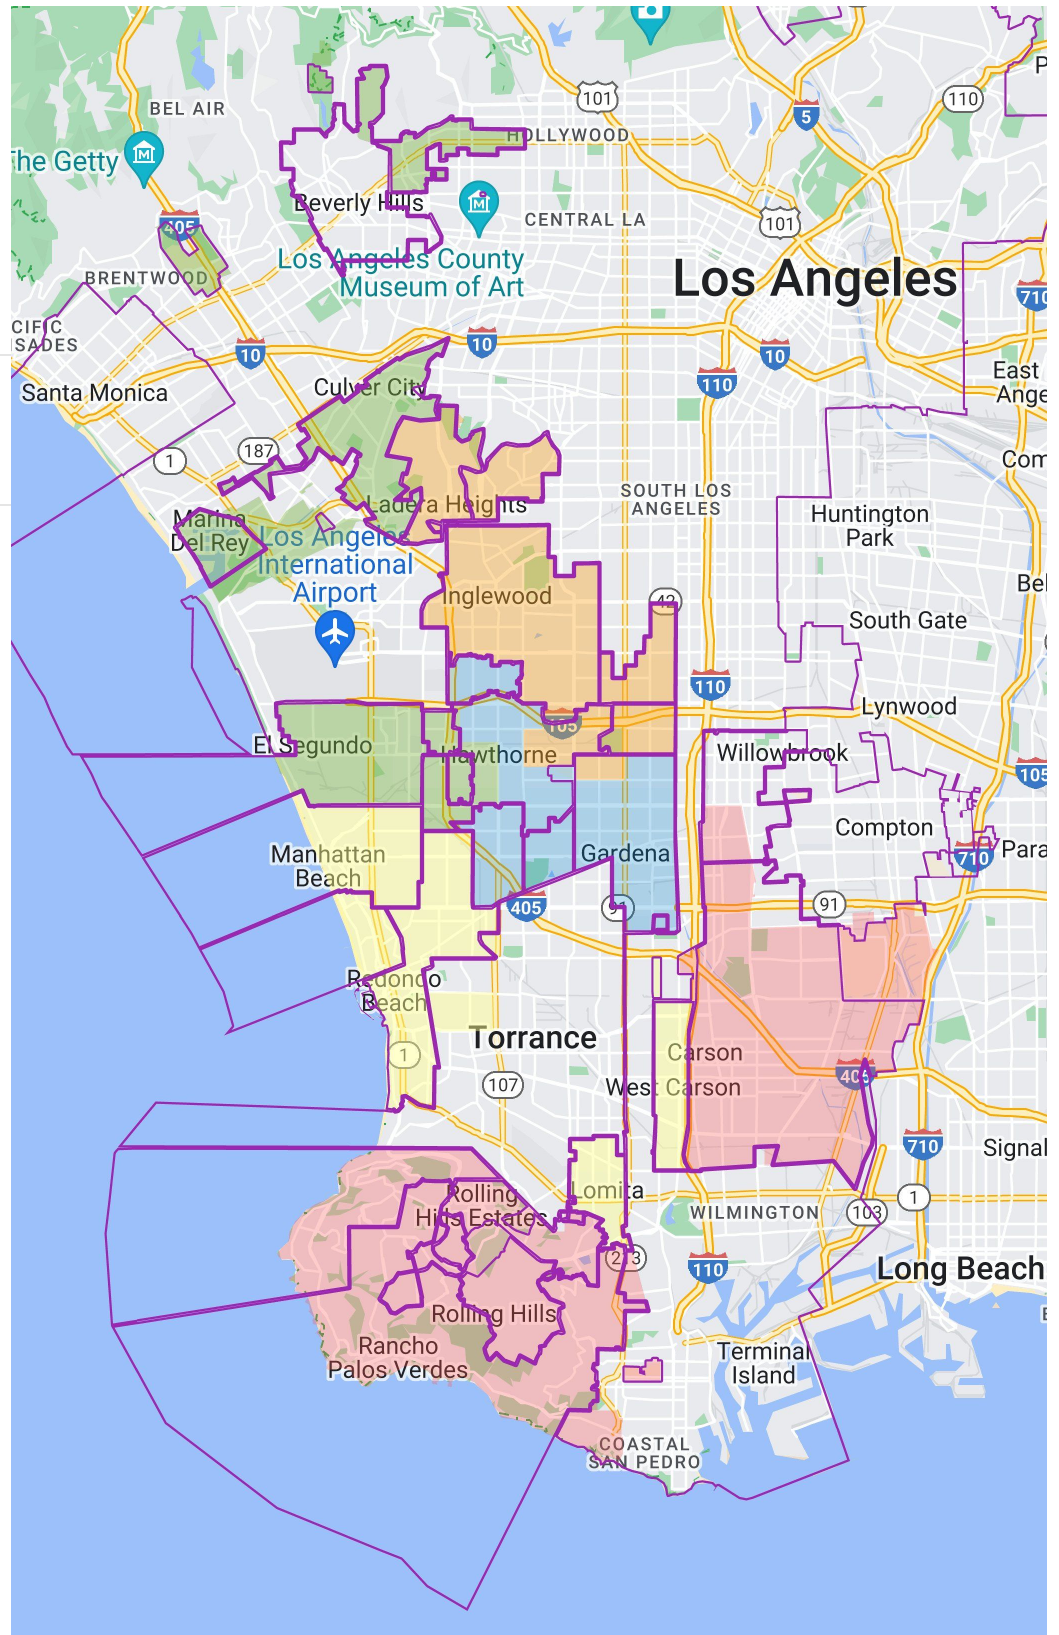 BEL AIR
101
5
110
P
HOLLYWOOD
The Getty
Beverly Hills
CENTRAL LA
101
405
Los Angeles County
Museum of Art
Los Angeles
BRENTWOOD
710
CIFIC
ISADES
10
10
10
110
Culver City
Santa Monica
East
Ange
187
1
Com
Ladera Heights
SOUTH LOS
ANGELES
Marina
Del Rey
Huntington
Park
Los Angeles
International
Airport
Inglewood
Bel
42
South Gate
110
Lynwood
105
El Segundo
Hawthorne
Willowbrook
105
Compton
Manhattan
Beach
Gardena
710
Para
405
91
91
Redondo
Beach
Torrance
1
Carson
107
West Carson
405
710
Signal
Rolling
Hills Estates
Lomita
WILMINGTON
103
1
213
110
Long Beach
Rolling Hills
Rancho
Palos Verdes
Terminal
Island
COASTAL
SAN PEDRO